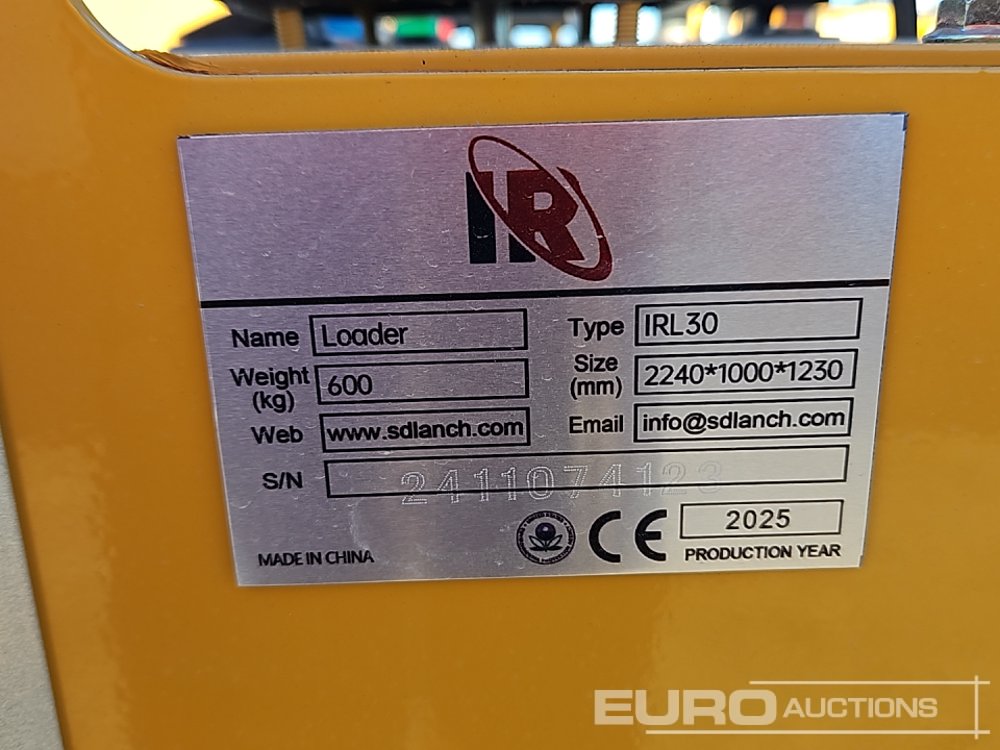 IR
Name Loader Type IRL30
Weight (kg) 600 Size (mm) 2240*1000*1230
Web www.sdlanch.com Email info@sdlanch.com
S/N 2411074123
MADE IN CHINA CE 2025
PRODUCTION YEAR
EURO AUCTIONS